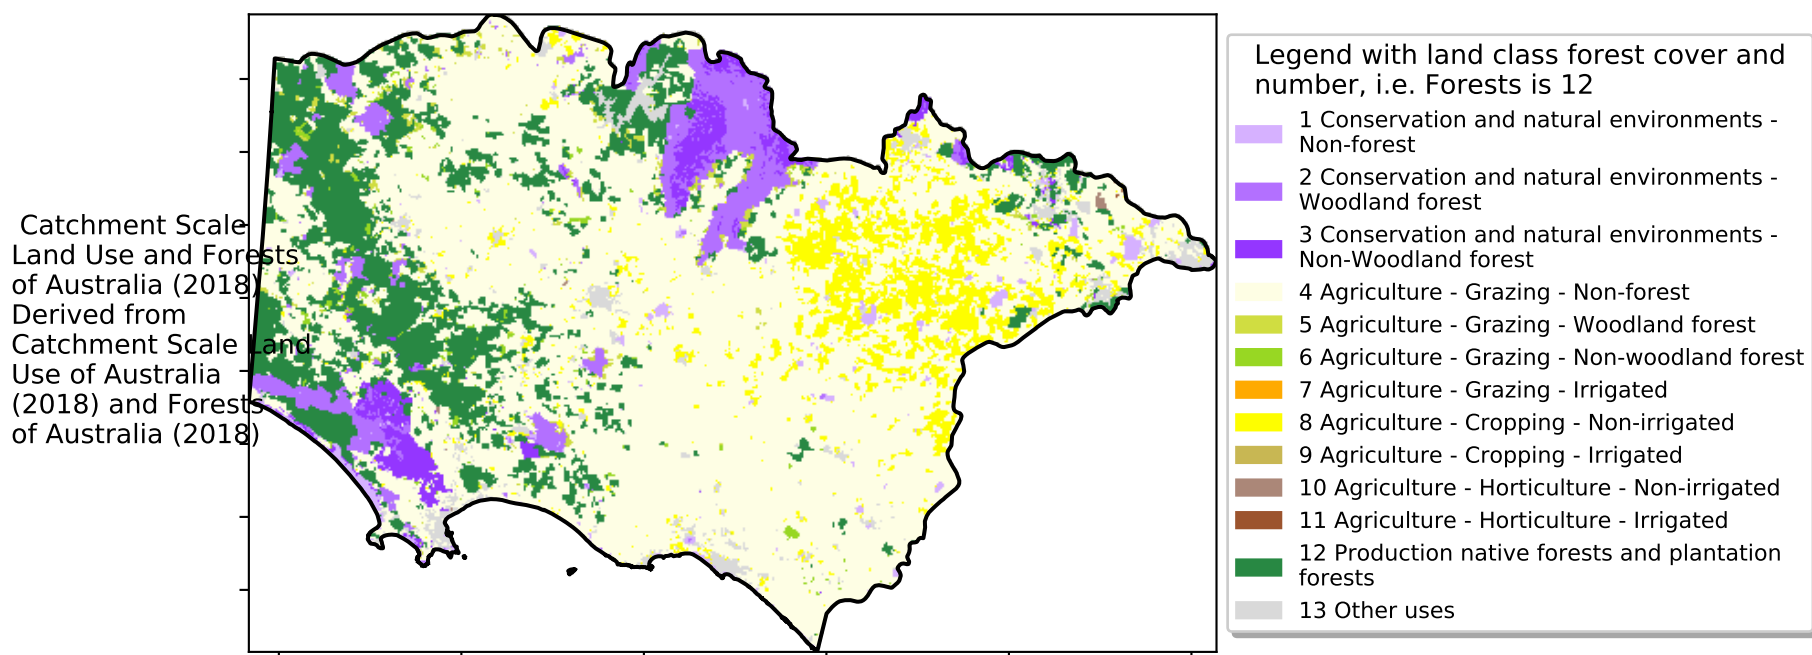 Catchment Scale
Land Use and Forests
of Australia (2018)
Derived from
Catchment Scale Land
Use of Australia
(2018) and Forests
of Australia (2018)
Legend with land class forest cover and
number, i.e. Forests is 12
1 Conservation and natural environments -
Non-forest
2 Conservation and natural environments -
Woodland forest
3 Conservation and natural environments -
Non-Woodland forest
4 Agriculture - Grazing - Non-forest
5 Agriculture - Grazing - Woodland forest
6 Agriculture - Grazing - Non-woodland forest
7 Agriculture - Grazing - Irrigated
8 Agriculture - Cropping - Non-irrigated
9 Agriculture - Cropping - Irrigated
10 Agriculture - Horticulture - Non-irrigated
11 Agriculture - Horticulture - Irrigated
12 Production native forests and plantation
forests
13 Other uses